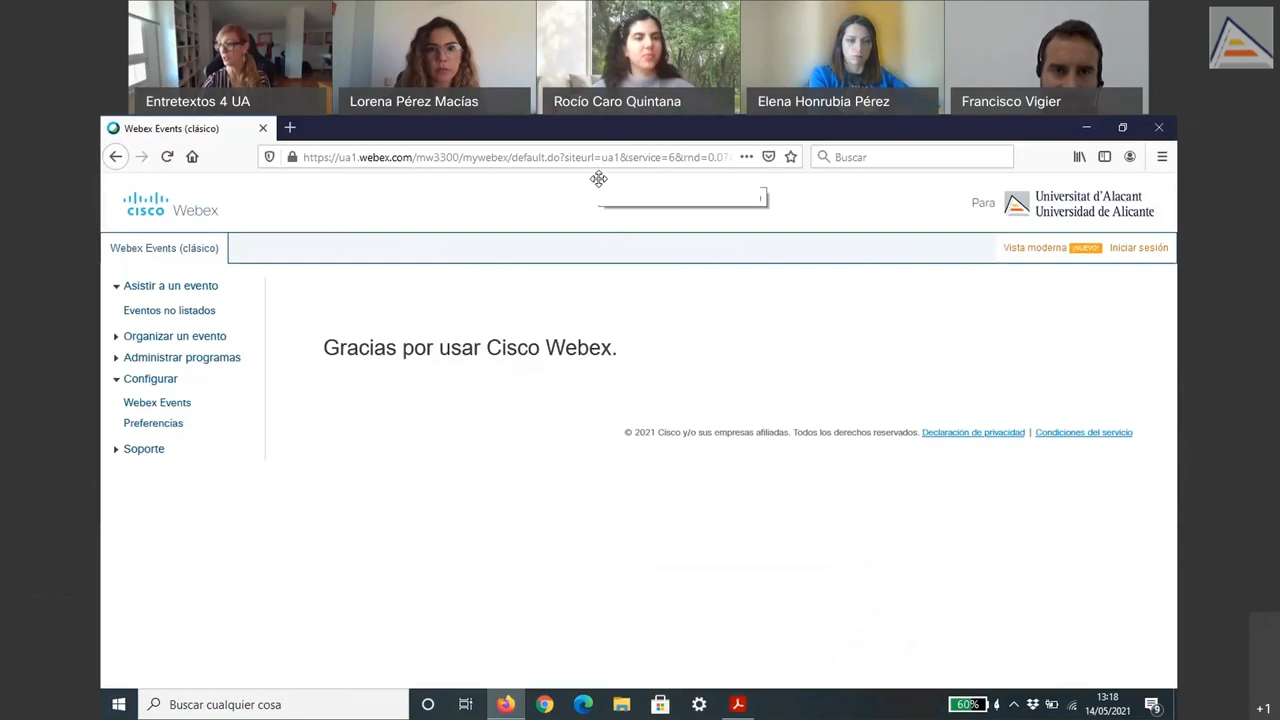 Entretextos 4 UA
Lorena Pérez Macías
Rocío Caro Quintana
Elena Honrubia Pérez
Francisco Vigier
Webex Events (clásico)
https://ua1.webex.com/mw3300/mywebex/default.do?siteurl=ua1&service=6&rnd=0.07
Buscar
CISCO Webex
Para
Universitat d'Alacant
Universidad de Alicante
Webex Events (clásico)
Vista moderna ¡NUEVO! Iniciar sesión
Asistir a un evento
Eventos no listados
Organizar un evento
Administrar programas
Configurar
Webex Events
Preferencias
Soporte
Gracias por usar Cisco Webex.
© 2021 Cisco y/o sus empresas afiliadas. Todos los derechos reservados. Declaración de privacidad | Condiciones del servicio
Buscar cualquier cosa
60%
13:18
14/05/2021
9
+1